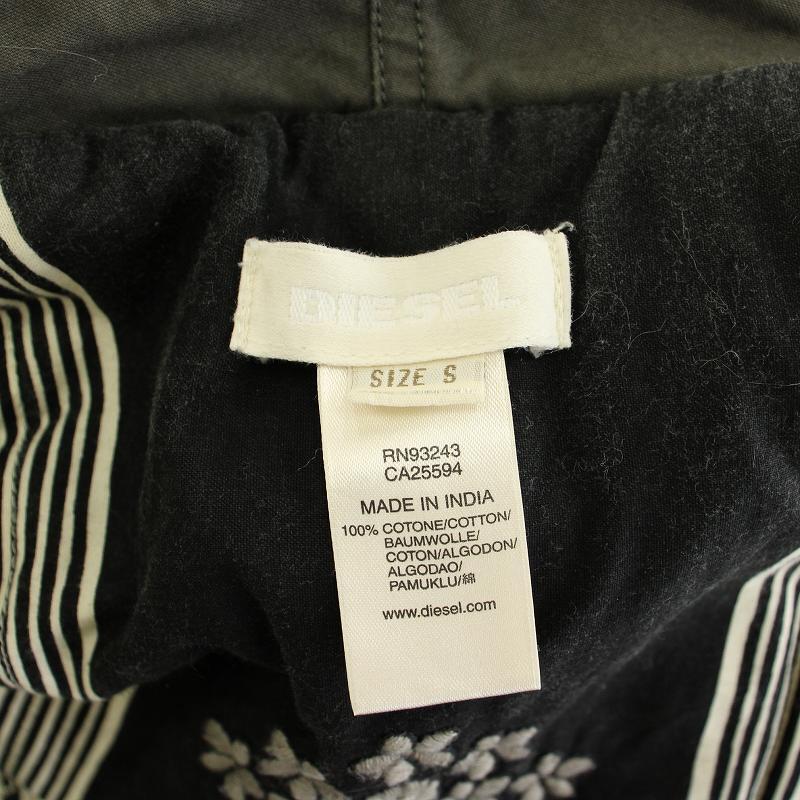 DIESEL
SIZE S
RN93243
CA25594
MADE IN INDIA
100% COTONE/COTTON/
BAUMWOLLE/
COTON/ALGODON/
ALGODAO/
PAMUKLU/綿
www.diesel.com